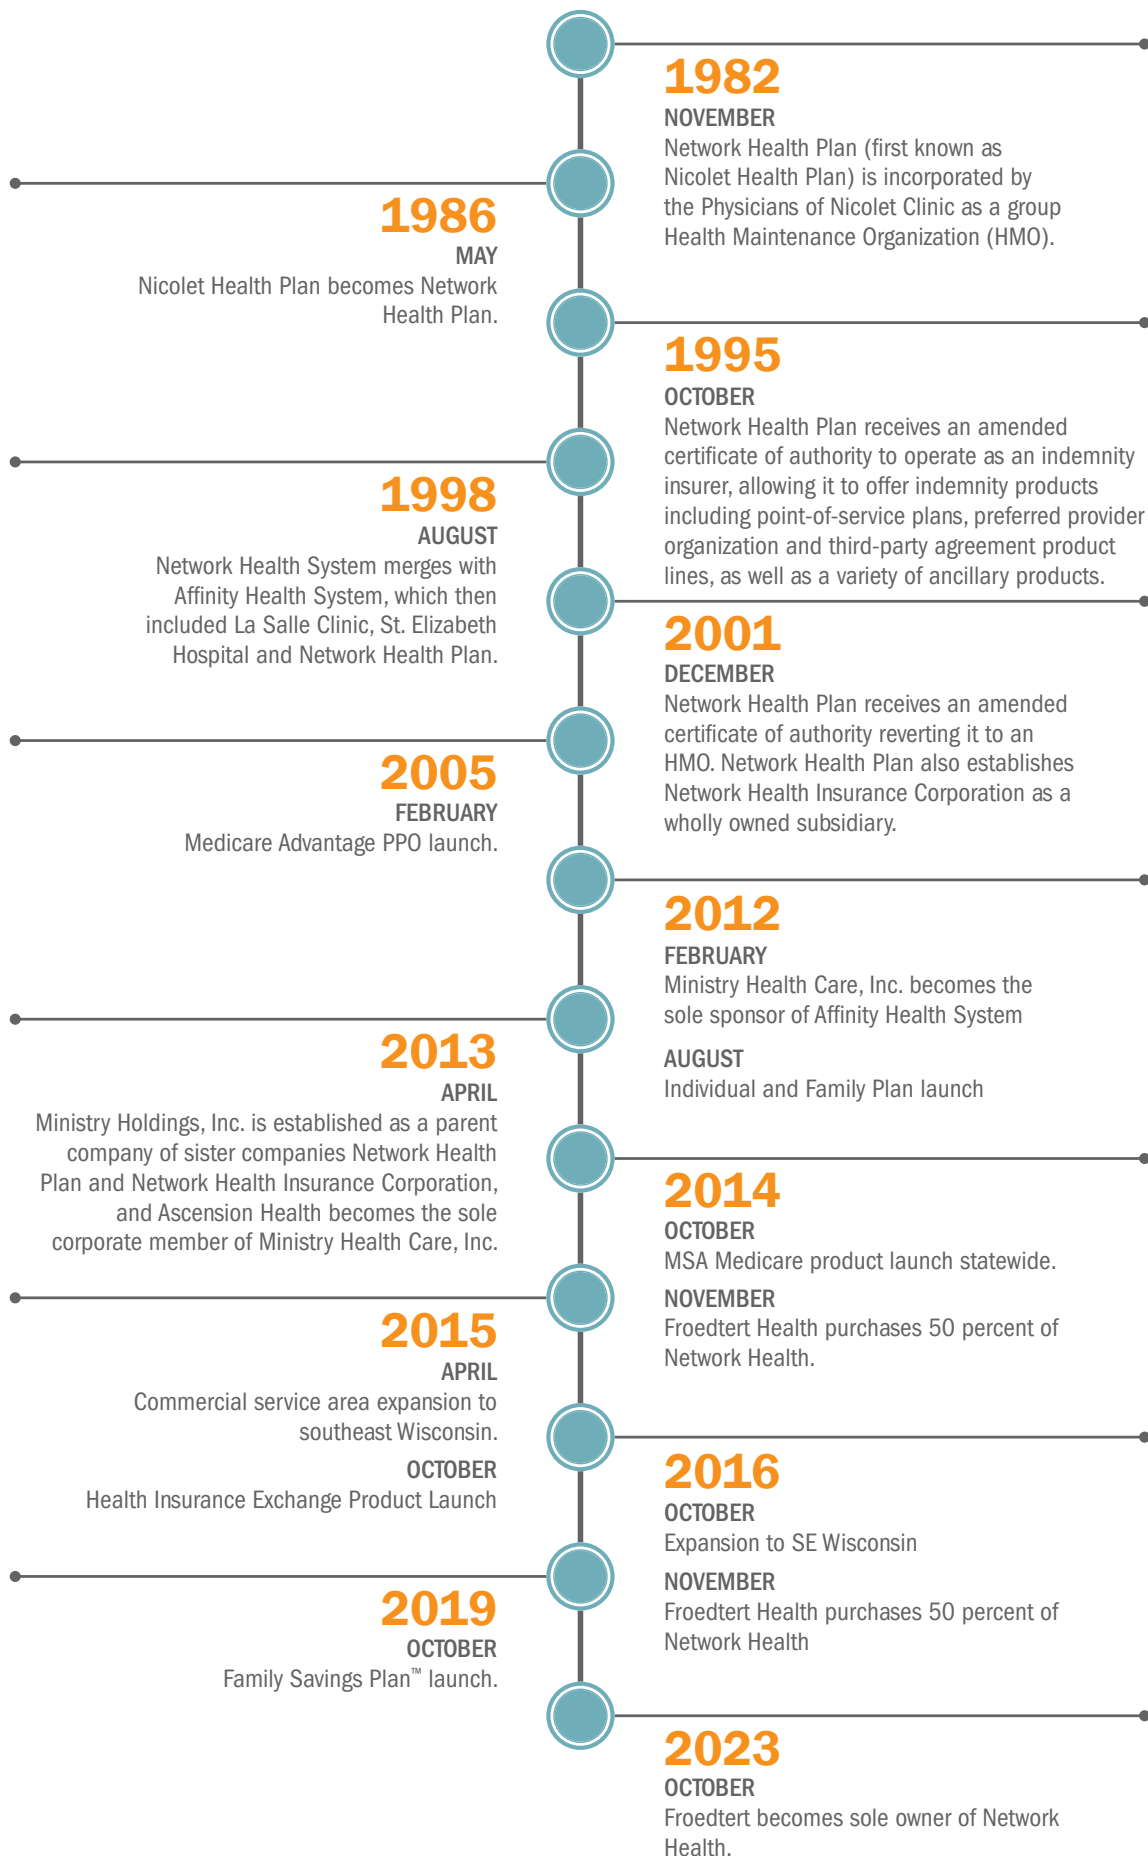 1982
NOVEMBER
Network Health Plan (first known as
Nicolet Health Plan) is incorporated by
the Physicians of Nicolet Clinic as a group
Health Maintenance Organization (HMO).
1986
MAY
Nicolet Health Plan becomes Network
Health Plan.
1995
OCTOBER
Network Health Plan receives an amended
certificate of authority to operate as an indemnity
insurer, allowing it to offer indemnity products
including point-of-service plans, preferred provider
organization and third-party agreement product
lines, as well as a variety of ancillary products.
1998
AUGUST
Network Health System merges with
Affinity Health System, which then
included La Salle Clinic, St. Elizabeth
Hospital and Network Health Plan.
2001
DECEMBER
Network Health Plan receives an amended
certificate of authority reverting it to an
HMO. Network Health Plan also establishes
Network Health Insurance Corporation as a
wholly owned subsidiary.
2005
FEBRUARY
Medicare Advantage PPO launch.
2012
FEBRUARY
Ministry Health Care, Inc. becomes the
sole sponsor of Affinity Health System
AUGUST
Individual and Family Plan launch
2013
APRIL
Ministry Holdings, Inc. is established as a parent
company of sister companies Network Health
Plan and Network Health Insurance Corporation,
and Ascension Health becomes the sole
corporate member of Ministry Health Care, Inc.
2014
OCTOBER
MSA Medicare product launch statewide.
NOVEMBER
Froedtert Health purchases 50 percent of
Network Health.
2015
APRIL
Commercial service area expansion to
southeast Wisconsin.
OCTOBER
Health Insurance Exchange Product Launch
2016
OCTOBER
Expansion to SE Wisconsin
NOVEMBER
Froedtert Health purchases 50 percent of
Network Health
2019
OCTOBER
Family Savings Plan™ launch.
2023
OCTOBER
Froedtert becomes sole owner of Network
Health.